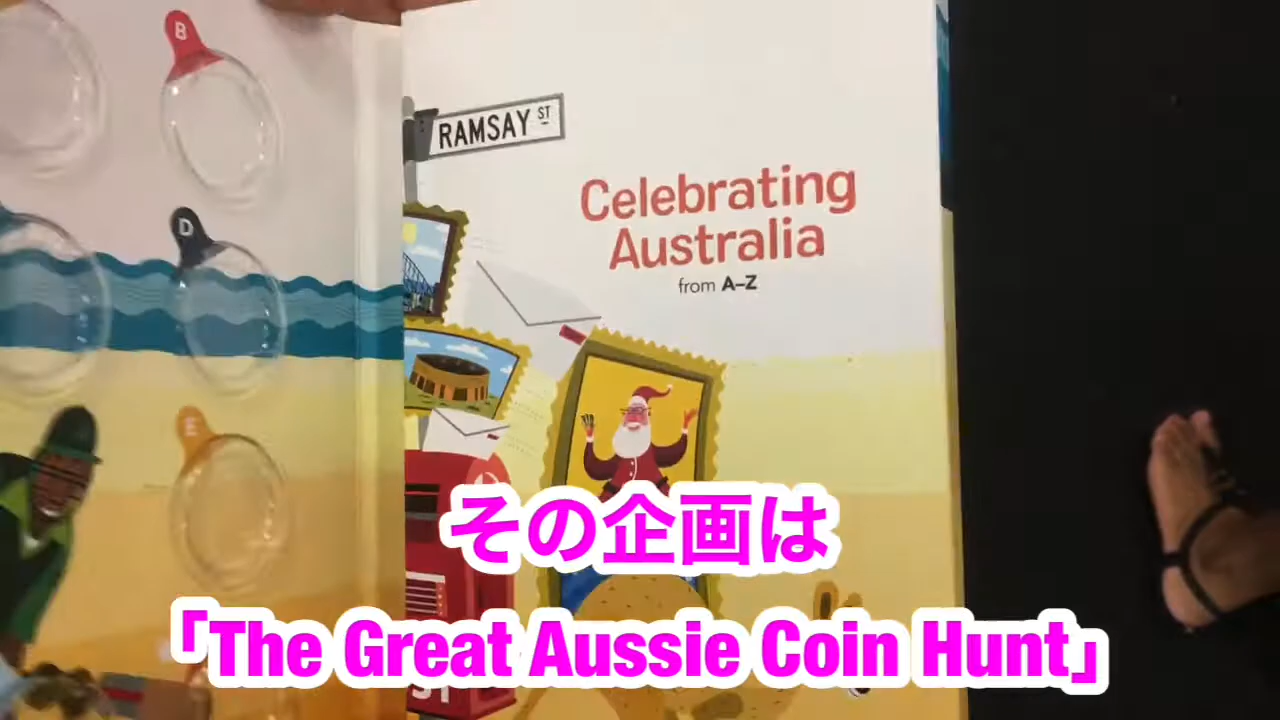 B
D
E
RAMSAY ST
Celebrating
Australia
from A–Z
その企画は
「The Great Aussie Coin Hunt」